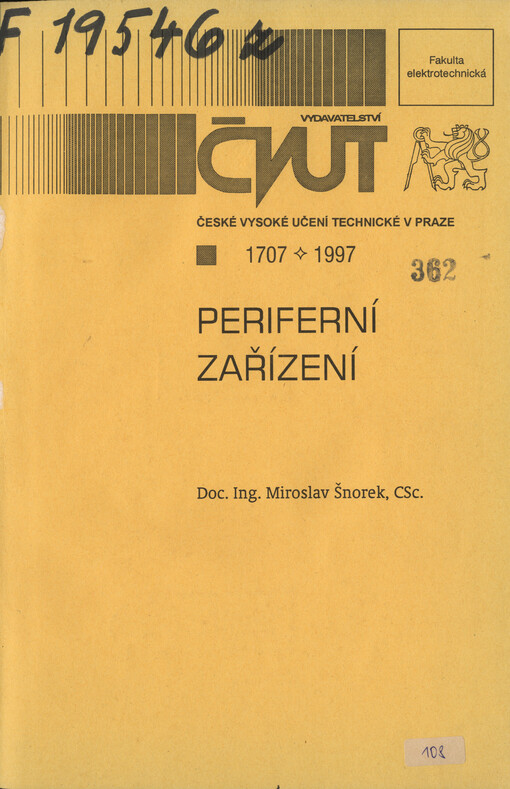 F 19546 z
Fakulta
elektrotechnická
VYDAVATELSTVÍ
ČVUT
ČESKÉ VYSOKÉ UČENÍ TECHNICKÉ V PRAZE
1707 ✧ 1997
362
PERIFERNÍ
ZAŘÍZENÍ
Doc. Ing. Miroslav Šnorek, CSc.
108